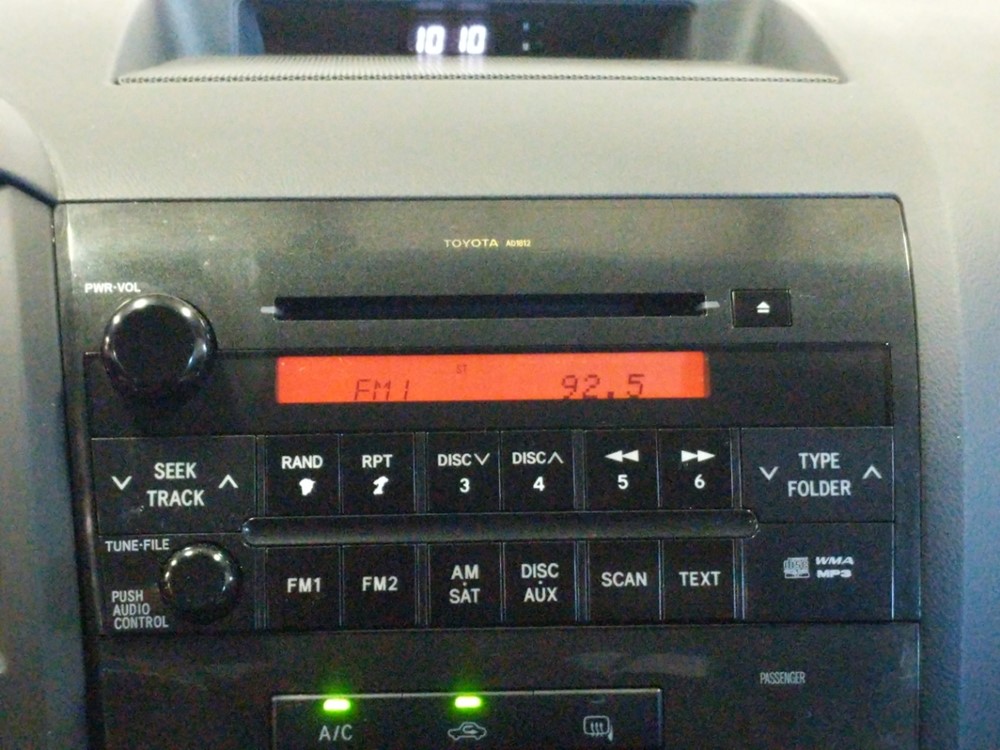 10 10
TOYOTA AD1812
PWR·VOL
ST
FM1 92.5
SEEK
TRACK
RAND
RPT
DISC
3
DISC
4
5
6
TYPE
FOLDER
TUNE·FILE
PUSH
AUDIO
CONTROL
FM1
FM2
AM
SAT
DISC
AUX
SCAN
TEXT
WMA
MP3
PASSENGER
A/C